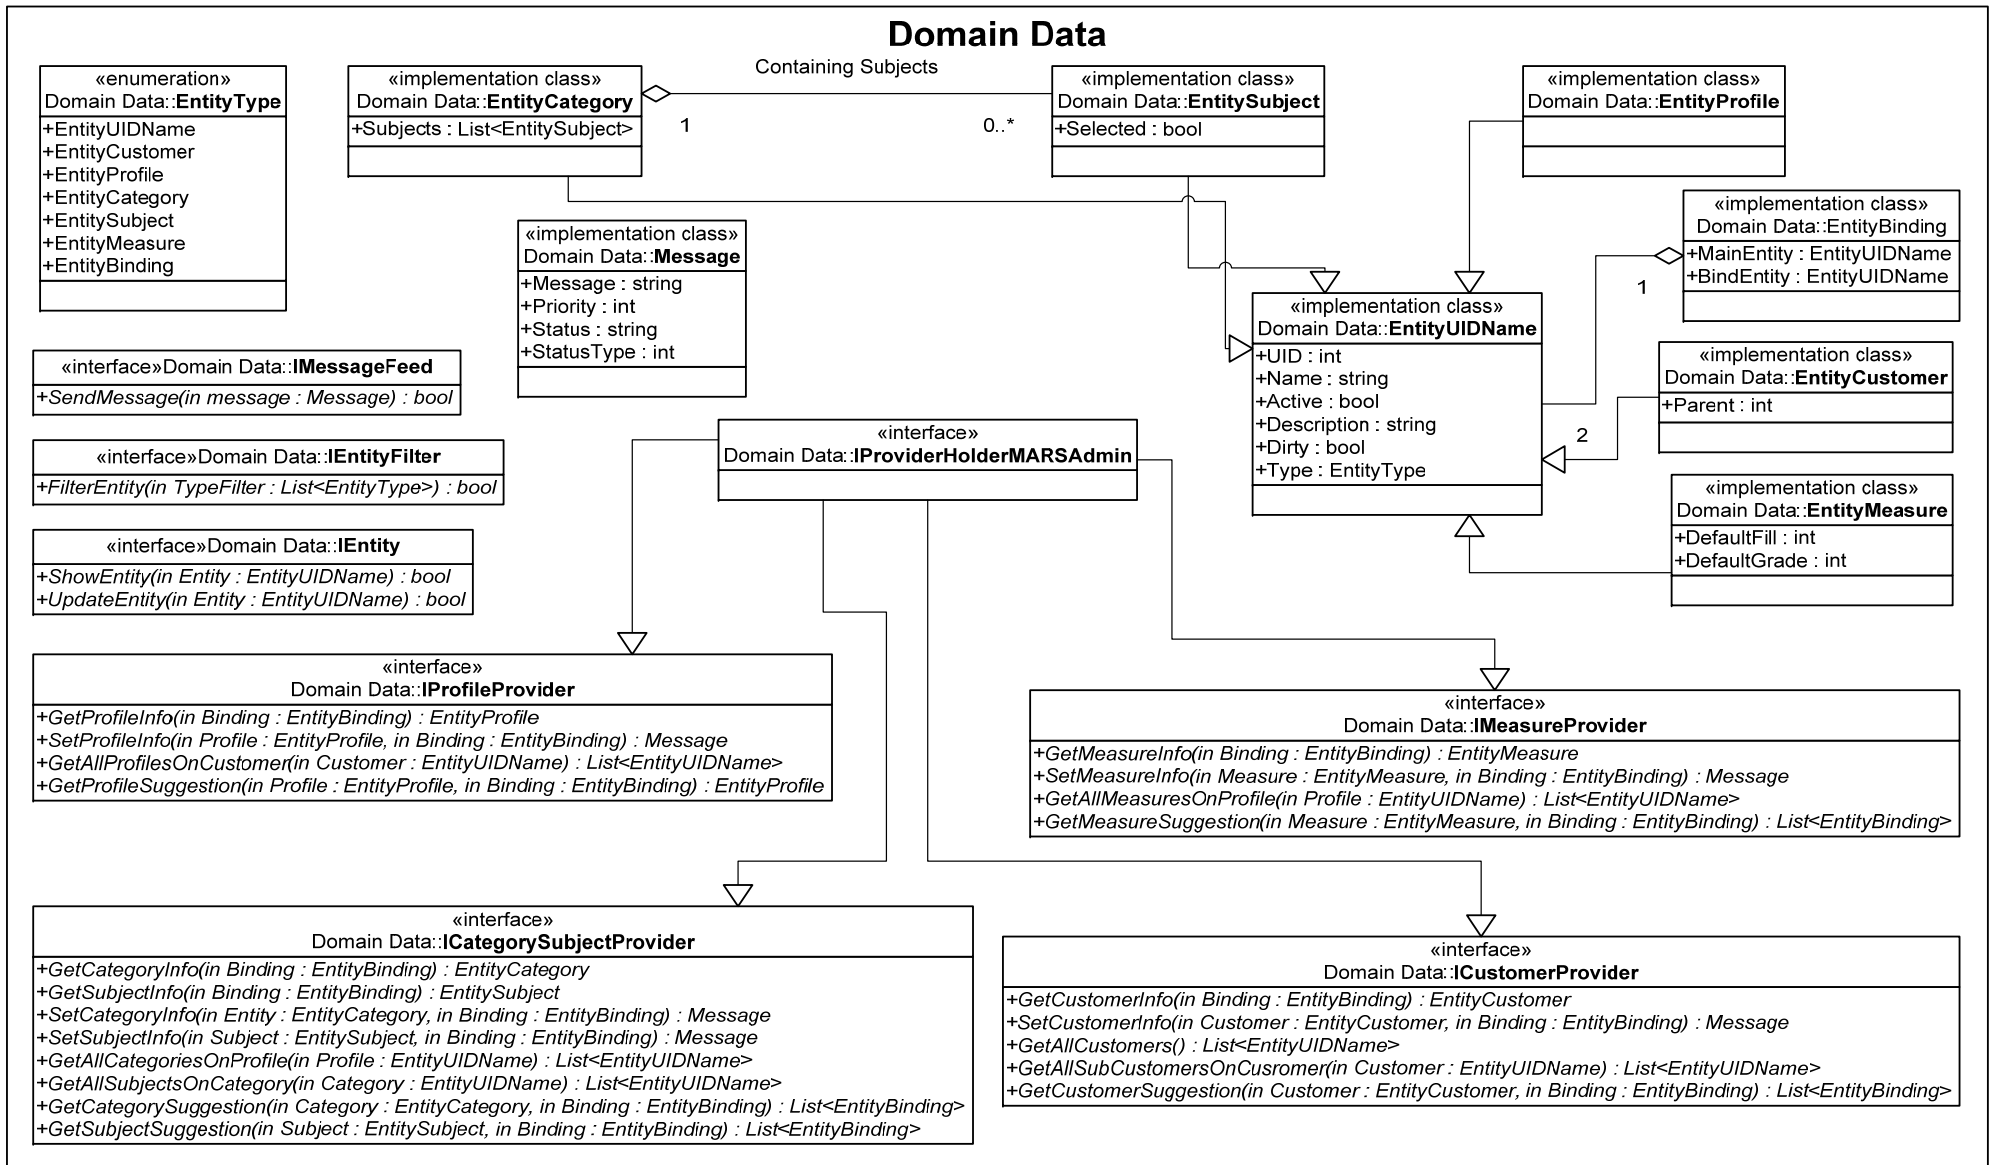 Domain Data
«enumeration»
Domain Data::EntityType
+EntityUIDName
+EntityCustomer
+EntityProfile
+EntityCategory
+EntitySubject
+EntityMeasure
+EntityBinding
«implementation class»
Domain Data::EntityCategory
+Subjects : List<EntitySubject>
Containing Subjects
1
0..*
«implementation class»
Domain Data::EntitySubject
+Selected : bool
«implementation class»
Domain Data::EntityProfile
«implementation class»
Domain Data::EntityBinding
+MainEntity : EntityUIDName
+BindEntity : EntityUIDName
1
«implementation class»
Domain Data::Message
+Message : string
+Priority : int
+Status : string
+StatusType : int
«implementation class»
Domain Data::EntityUIDName
+UID : int
+Name : string
+Active : bool
+Description : string
+Dirty : bool
+Type : EntityType
2
«implementation class»
Domain Data::EntityCustomer
+Parent : int
«implementation class»
Domain Data::EntityMeasure
+DefaultFill : int
+DefaultGrade : int
«interface»Domain Data::IMessageFeed
+SendMessage(in message : Message) : bool
«interface»Domain Data::IEntityFilter
+FilterEntity(in TypeFilter : List<EntityType>) : bool
«interface»Domain Data::IEntity
+ShowEntity(in Entity : EntityUIDName) : bool
+UpdateEntity(in Entity : EntityUIDName) : bool
«interface»
Domain Data::IProviderHolderMARSAdmin
«interface»
Domain Data::IProfileProvider
+GetProfileInfo(in Binding : EntityBinding) : EntityProfile
+SetProfileInfo(in Profile : EntityProfile, in Binding : EntityBinding) : Message
+GetAllProfilesOnCustomer(in Customer : EntityUIDName) : List<EntityUIDName>
+GetProfileSuggestion(in Profile : EntityProfile, in Binding : EntityBinding) : EntityProfile
«interface»
Domain Data::IMeasureProvider
+GetMeasureInfo(in Binding : EntityBinding) : EntityMeasure
+SetMeasureInfo(in Measure : EntityMeasure, in Binding : EntityBinding) : Message
+GetAllMeasuresOnProfile(in Profile : EntityUIDName) : List<EntityUIDName>
+GetMeasureSuggestion(in Measure : EntityMeasure, in Binding : EntityBinding) : List<EntityBinding>
«interface»
Domain Data::ICategorySubjectProvider
+GetCategoryInfo(in Binding : EntityBinding) : EntityCategory
+GetSubjectInfo(in Binding : EntityBinding) : EntitySubject
+SetCategoryInfo(in Entity : EntityCategory, in Binding : EntityBinding) : Message
+SetSubjectInfo(in Subject : EntitySubject, in Binding : EntityBinding) : Message
+GetAllCategoriesOnProfile(in Profile : EntityUIDName) : List<EntityUIDName>
+GetAllSubjectsOnCategory(in Category : EntityUIDName) : List<EntityUIDName>
+GetCategorySuggestion(in Category : EntityCategory, in Binding : EntityBinding) : List<EntityBinding>
+GetSubjectSuggestion(in Subject : EntitySubject, in Binding : EntityBinding) : List<EntityBinding>
«interface»
Domain Data::ICustomerProvider
+GetCustomerInfo(in Binding : EntityBinding) : EntityCustomer
+SetCustomerInfo(in Customer : EntityCustomer, in Binding : EntityBinding) : Message
+GetAllCustomers() : List<EntityUIDName>
+GetAllSubCustomersOnCusromer(in Customer : EntityUIDName) : List<EntityUIDName>
+GetCustomerSuggestion(in Customer : EntityCustomer, in Binding : EntityBinding) : List<EntityBinding>